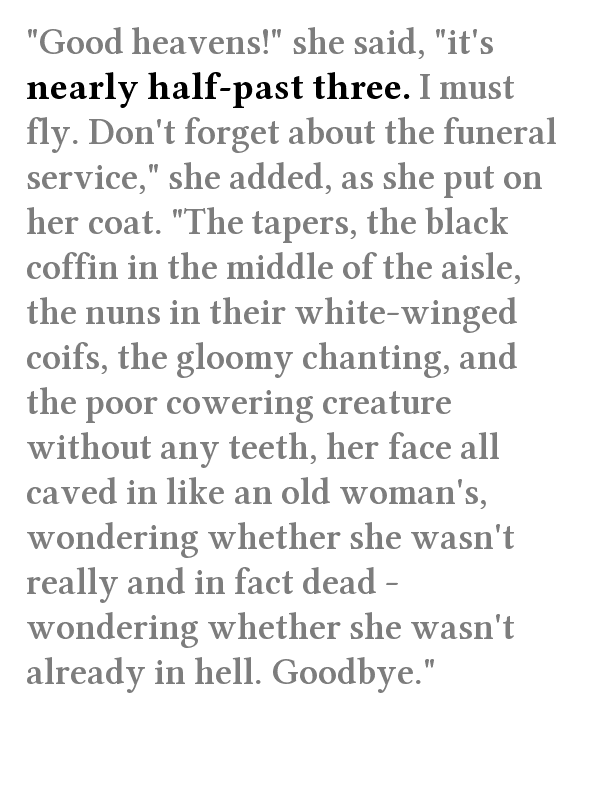 "Good heavens!" she said, "it's
nearly half-past three. I must
fly. Don't forget about the funeral
service," she added, as she put on
her coat. "The tapers, the black
coffin in the middle of the aisle,
the nuns in their white-winged
coifs, the gloomy chanting, and
the poor cowering creature
without any teeth, her face all
caved in like an old woman's,
wondering whether she wasn't
really and in fact dead –
wondering whether she wasn't
already in hell. Goodbye."